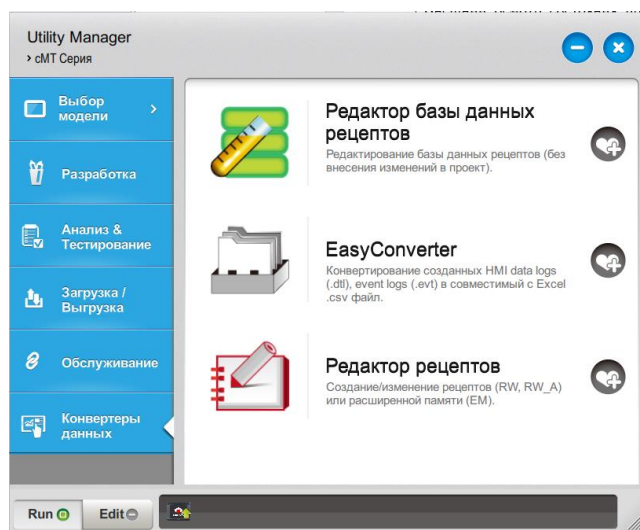 Utility Manager
› cMT Серия
Выбор
модели
Разработка
Анализ &
Тестирование
Загрузка /
Выгрузка
Обслуживание
Конвертеры
данных
Редактор базы данных
рецептов
Редактирование базы данных рецептов (без
внесения изменений в проект).
EasyConverter
Конвертирование созданных HMI data logs
(.dtl), event logs (.evt) в совместимый с Excel
.csv файл.
Редактор рецептов
Создание/изменение рецептов (RW, RW_A)
или расширенной памяти (EM).
Run
Edit